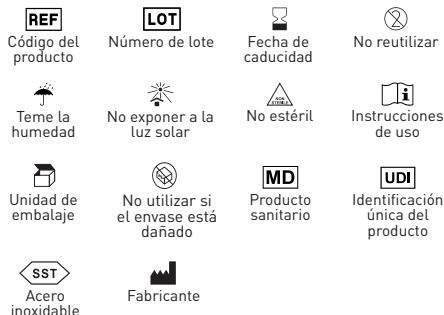 REF
Código del
producto
LOT
Número de lote
Fecha de
caducidad
2
No reutilizar
Teme la
humedad
No exponer a la
luz solar
NON
STERILE
No estéril
i
Instrucciones
de uso
Unidad de
embalaje
No utilizar si
el envase está
dañado
MD
Producto
sanitario
UDI
Identificación
única del
producto
SST
Acero
inoxidable
Fabricante